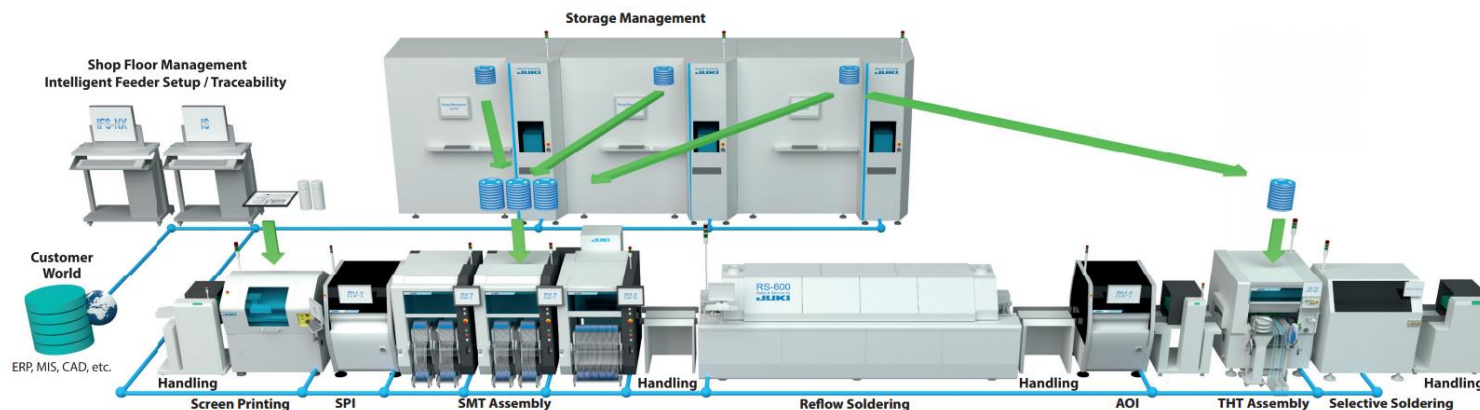 Storage Management
Shop Floor Management
Intelligent Feeder Setup / Traceability
JUKI
JUKI
JUKI
IFS-NX
IS
Customer
World
ERP, MIS, CAD, etc.
JUKI
JUKI
RS-600
JUKI
Handling
Screen Printing
SPI
SMT Assembly
Handling
Reflow Soldering
Handling
AOI
THT Assembly
Selective Soldering
Handling